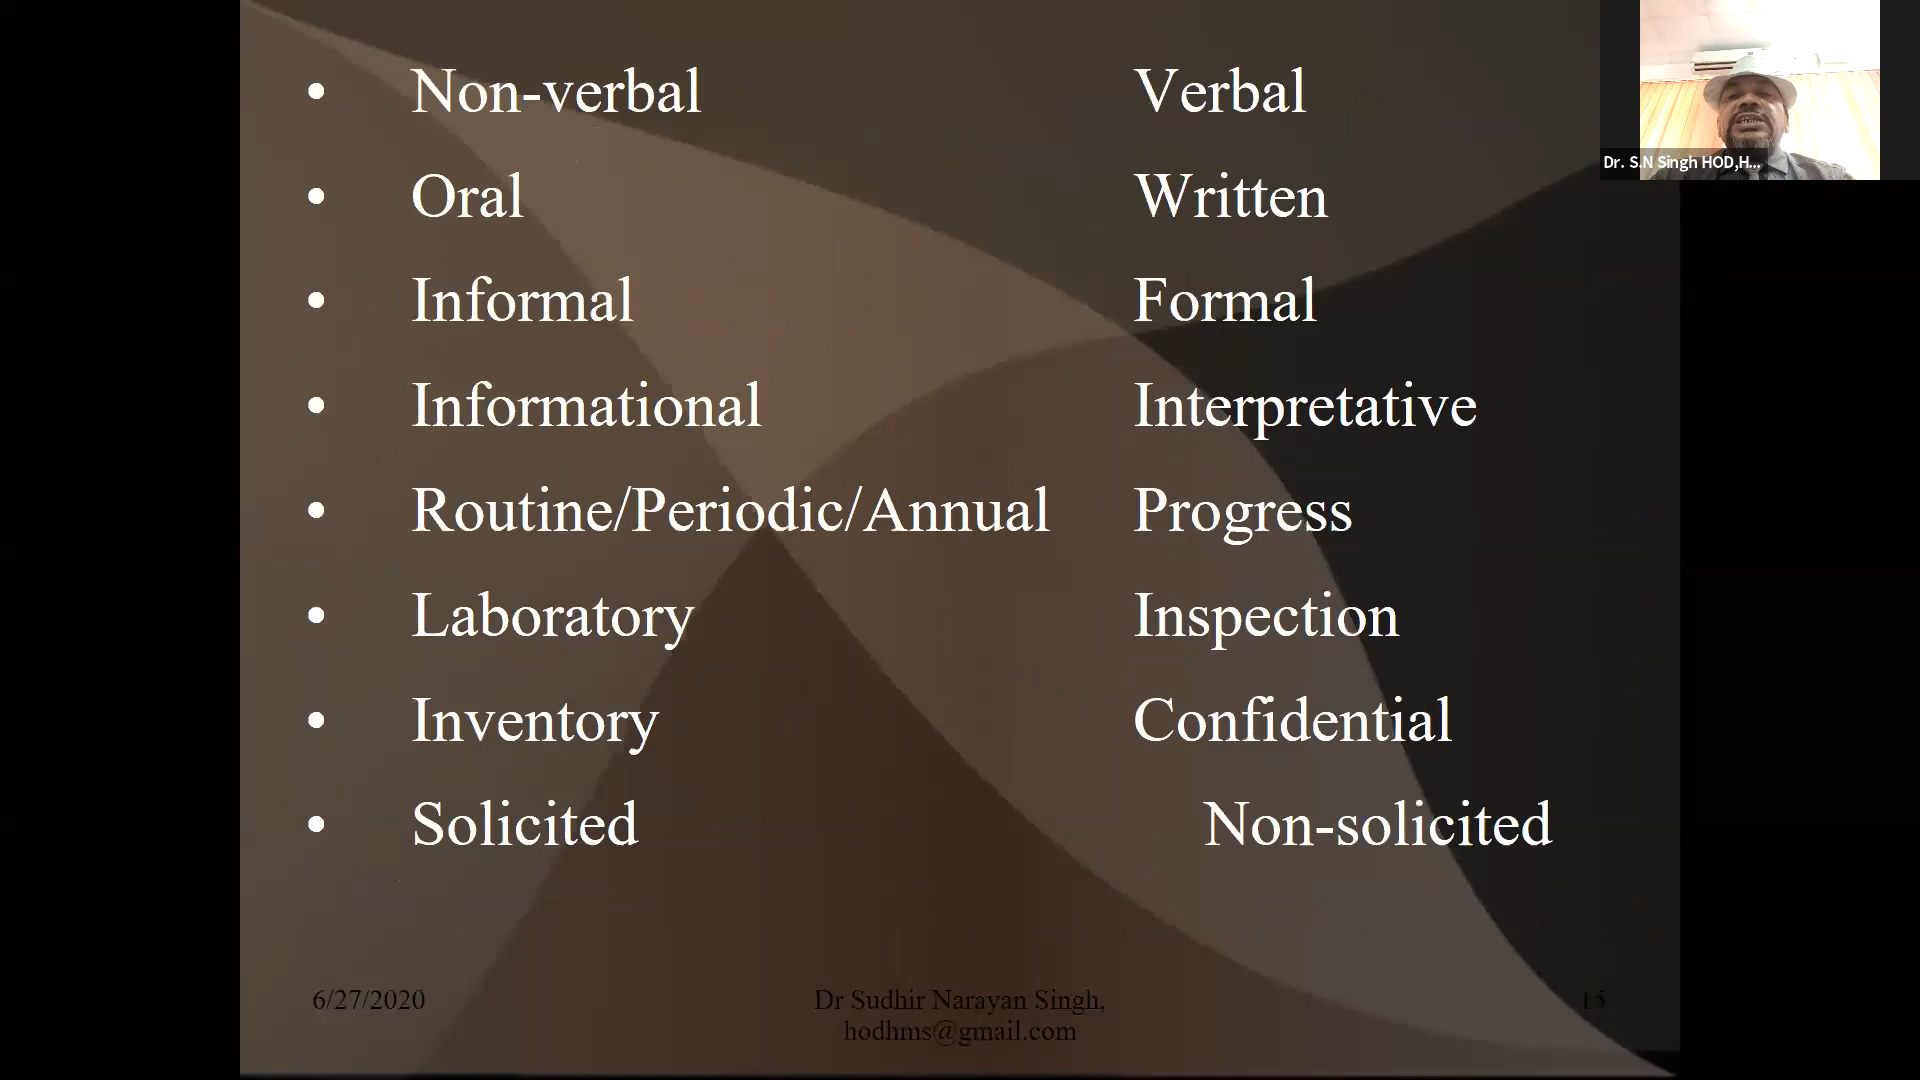 • Non-verbal Verbal
Dr. S.N Singh HOD,H...
• Oral Written
• Informal Formal
• Informational Interpretative
• Routine/Periodic/Annual Progress
• Laboratory Inspection
• Inventory Confidential
• Solicited Non-solicited
6/27/2020 Dr Sudhir Narayan Singh, 15
hodhms@gmail.com